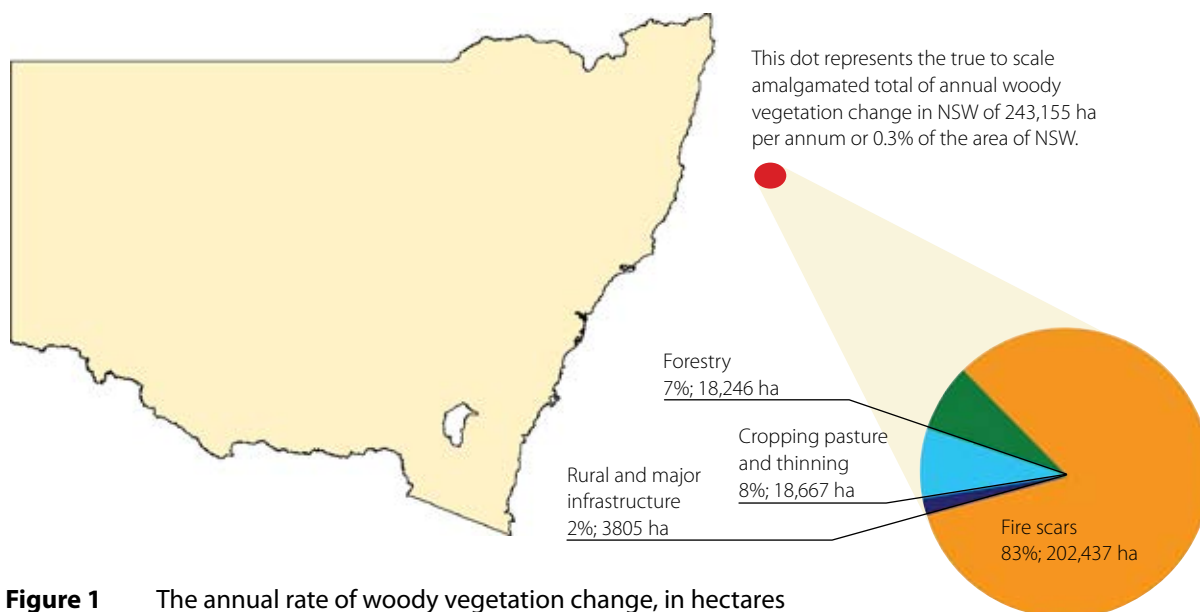 This dot represents the true to scale
amalgamated total of annual woody
vegetation change in NSW of 243,155 ha
per annum or 0.3% of the area of NSW.
Forestry
7%; 18,246 ha
Cropping pasture
and thinning
8%; 18,667 ha
Rural and major
infrastructure
2%; 3805 ha
Fire scars
83%; 202,437 ha
Figure 1 The annual rate of woody vegetation change, in hectares